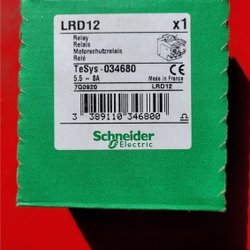 LRD12 x1
Relay
Relais
Motorschutzrelais
Relé
TeSys - 034680
5.5 - 8A Made in France
7Q0620 LRD12
3 389110 346800
Schneider
Electric